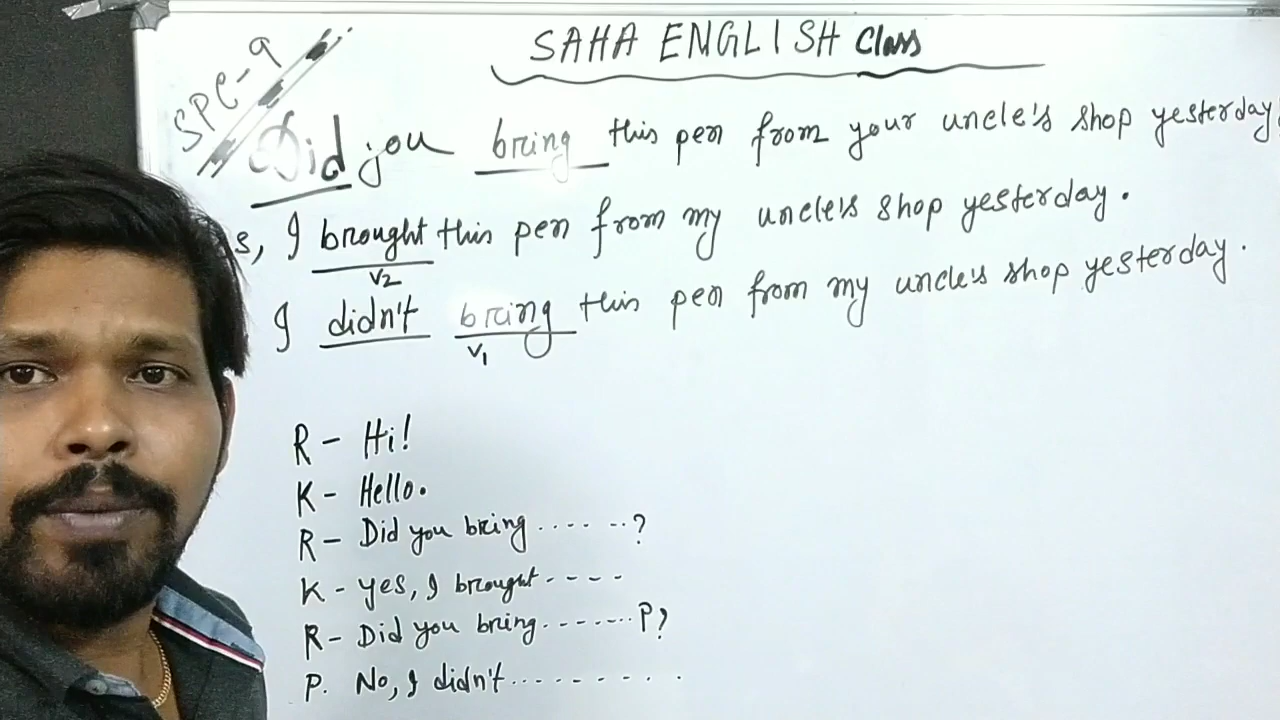 SAHA ENGLISH Class
SPC-9
Did you bring this pen from your uncle's shop yesterday
s, I brought this pen from my uncle's shop yesterday.
V2
I didn't bring this pen from my uncle's shop yesterday.
V1
R - Hi!
K - Hello.
R - Did you bring .... ..?
K - yes, I brought - - - -
R - Did you bring ....... P?
P. No, I didn't . . . . . . . . .